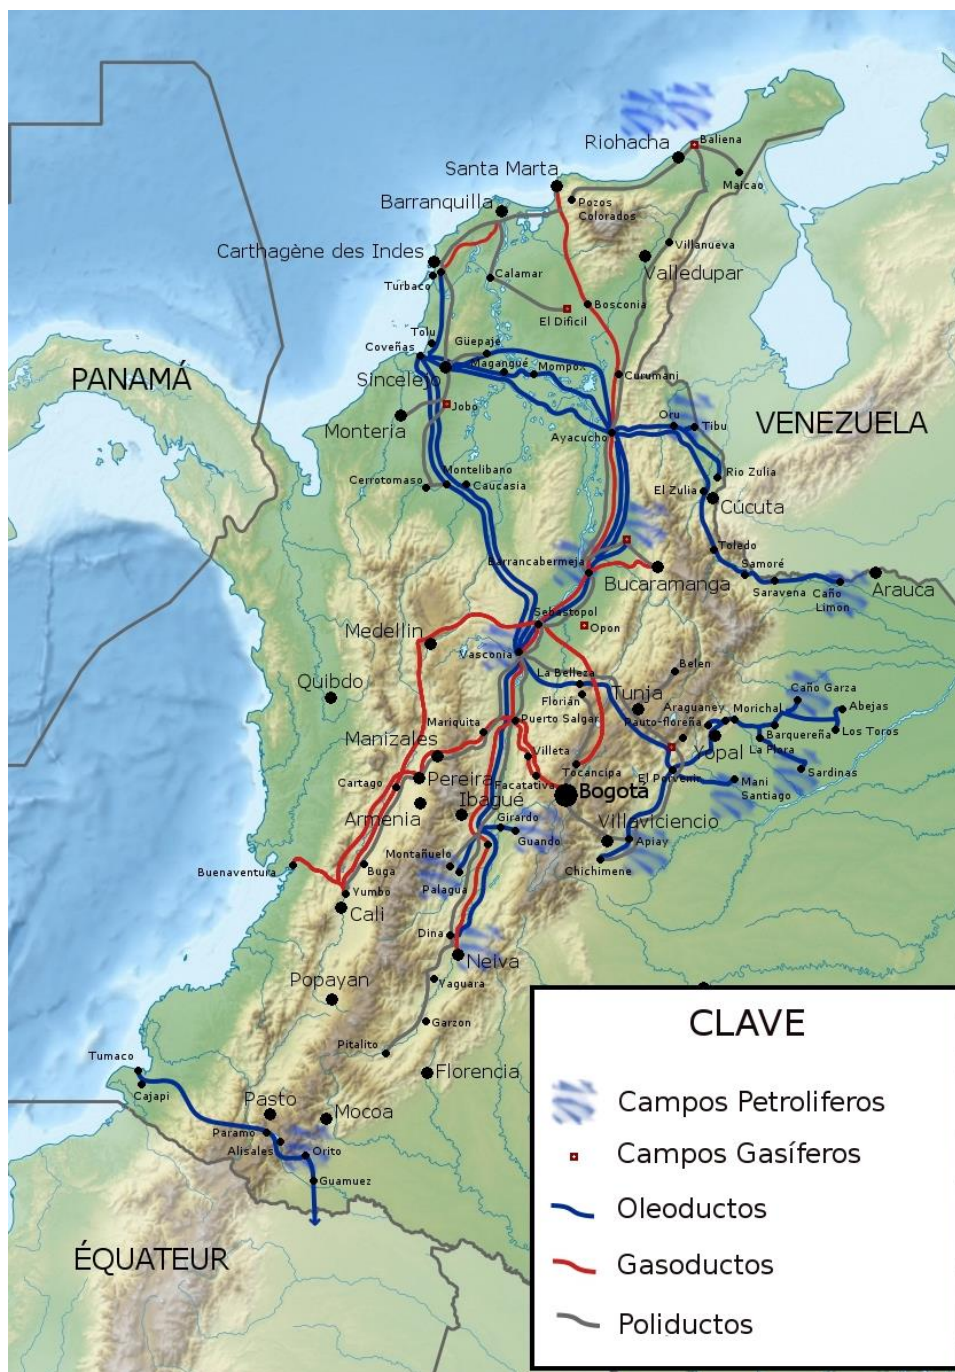 Riohacha
Baliena
Santa Marta
Maicao
Barranquilla
Pozos
Colorados
Carthagène des Indes
Villanueva
Valledupar
Turbaco
Calamar
Bosconia
El Dificil
Tolu
Coveñas
Güepaje
Magangué
Mompox
Sincelejo
Curumani
PANAMÁ
Jobo
Monteria
Oru
Tibu
VENEZUELA
Ayacucho
Montelibano
Rio Zulia
Cerrotomaso
Caucasia
El Zulia
Cúcuta
Toledo
Barrancabermeja
Samoré
Bucaramanga
Saravena
Caño
Limon
Arauca
Sebastopol
Opon
Medellin
Vasconia
Belen
La Belleza
Quibdo
Florián
Tunja
Caño Garza
Araguaney
Morichal
Abejas
Mariquita
Puerto Salgar
Pauto-floreña
Barquereña
Los Toros
Manizales
Villeta
Yopal
La Flora
Cartago
Pereira
Tocancipa
El Porvenir
Sardinas
Facatativa
Mani
Santiago
Bogotá
Ibagué
Armenia
Girardo
Villaviciencio
Guando
Apiay
Montañuelo
Buenaventura
Buga
Palagua
Chichimene
Yumbo
Cali
Dina
Nelva
Yaguara
Popayan
Garzon
Pitalito
Tumaco
Florencia
Cajapi
Pasto
Mocoa
Paramo
Alisales
Orito
Guamuez
ÉQUATEUR
CLAVE
Campos Petroliferos
Campos Gasíferos
Oleoductos
Gasoductos
Poliductos